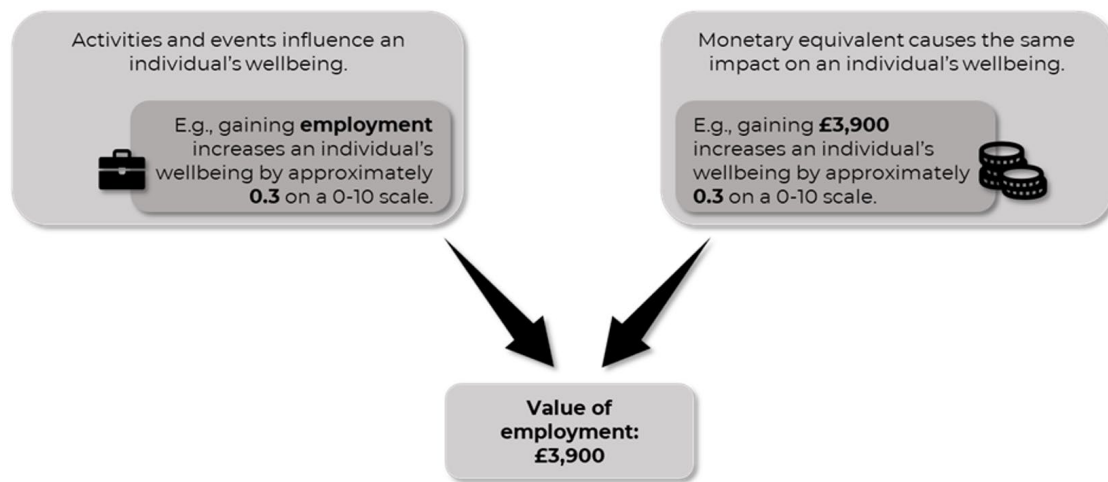 Activities and events influence an
individual's wellbeing.
E.g., gaining employment
increases an individual's
wellbeing by approximately
0.3 on a 0-10 scale.
Monetary equivalent causes the same
impact on an individual's wellbeing.
E.g., gaining £3,900
increases an individual's
wellbeing by approximately
0.3 on a 0-10 scale.
Value of
employment:
£3,900